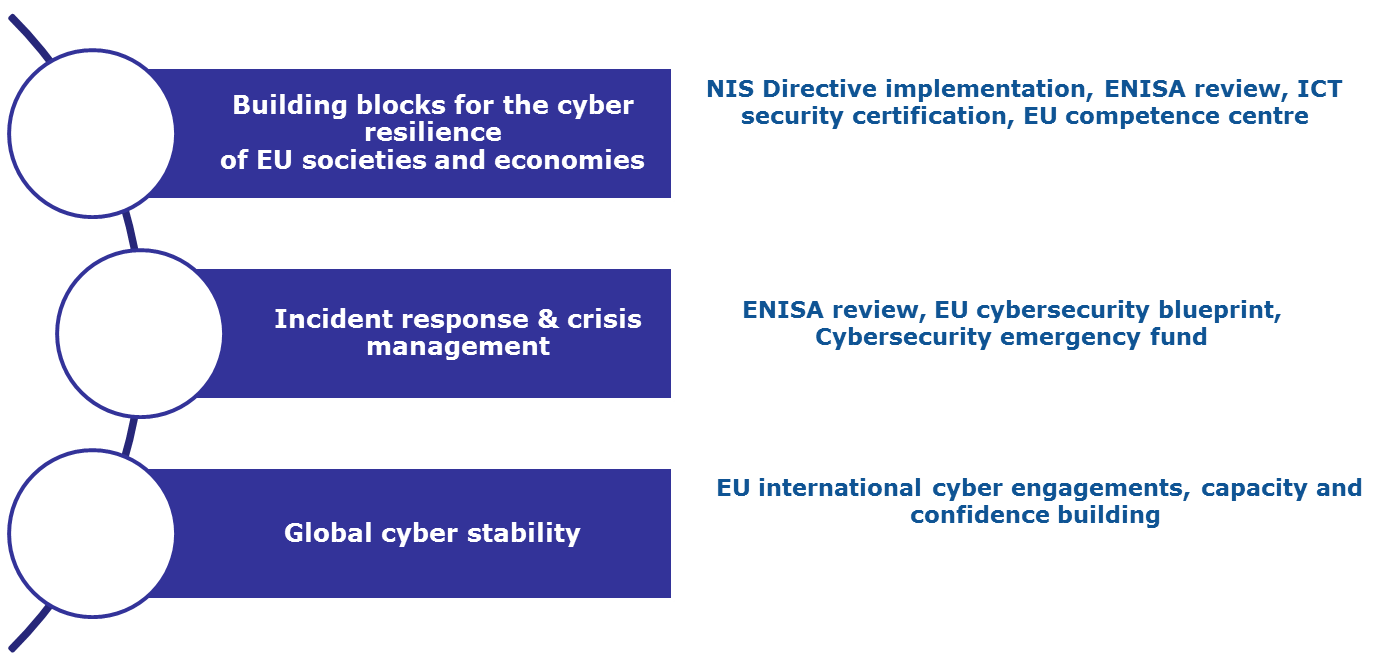 Building blocks for the cyber
resilience
of EU societies and economies
NIS Directive implementation, ENISA review, ICT
security certification, EU competence centre
Incident response & crisis
management
ENISA review, EU cybersecurity blueprint,
Cybersecurity emergency fund
Global cyber stability
EU international cyber engagements, capacity and
confidence building